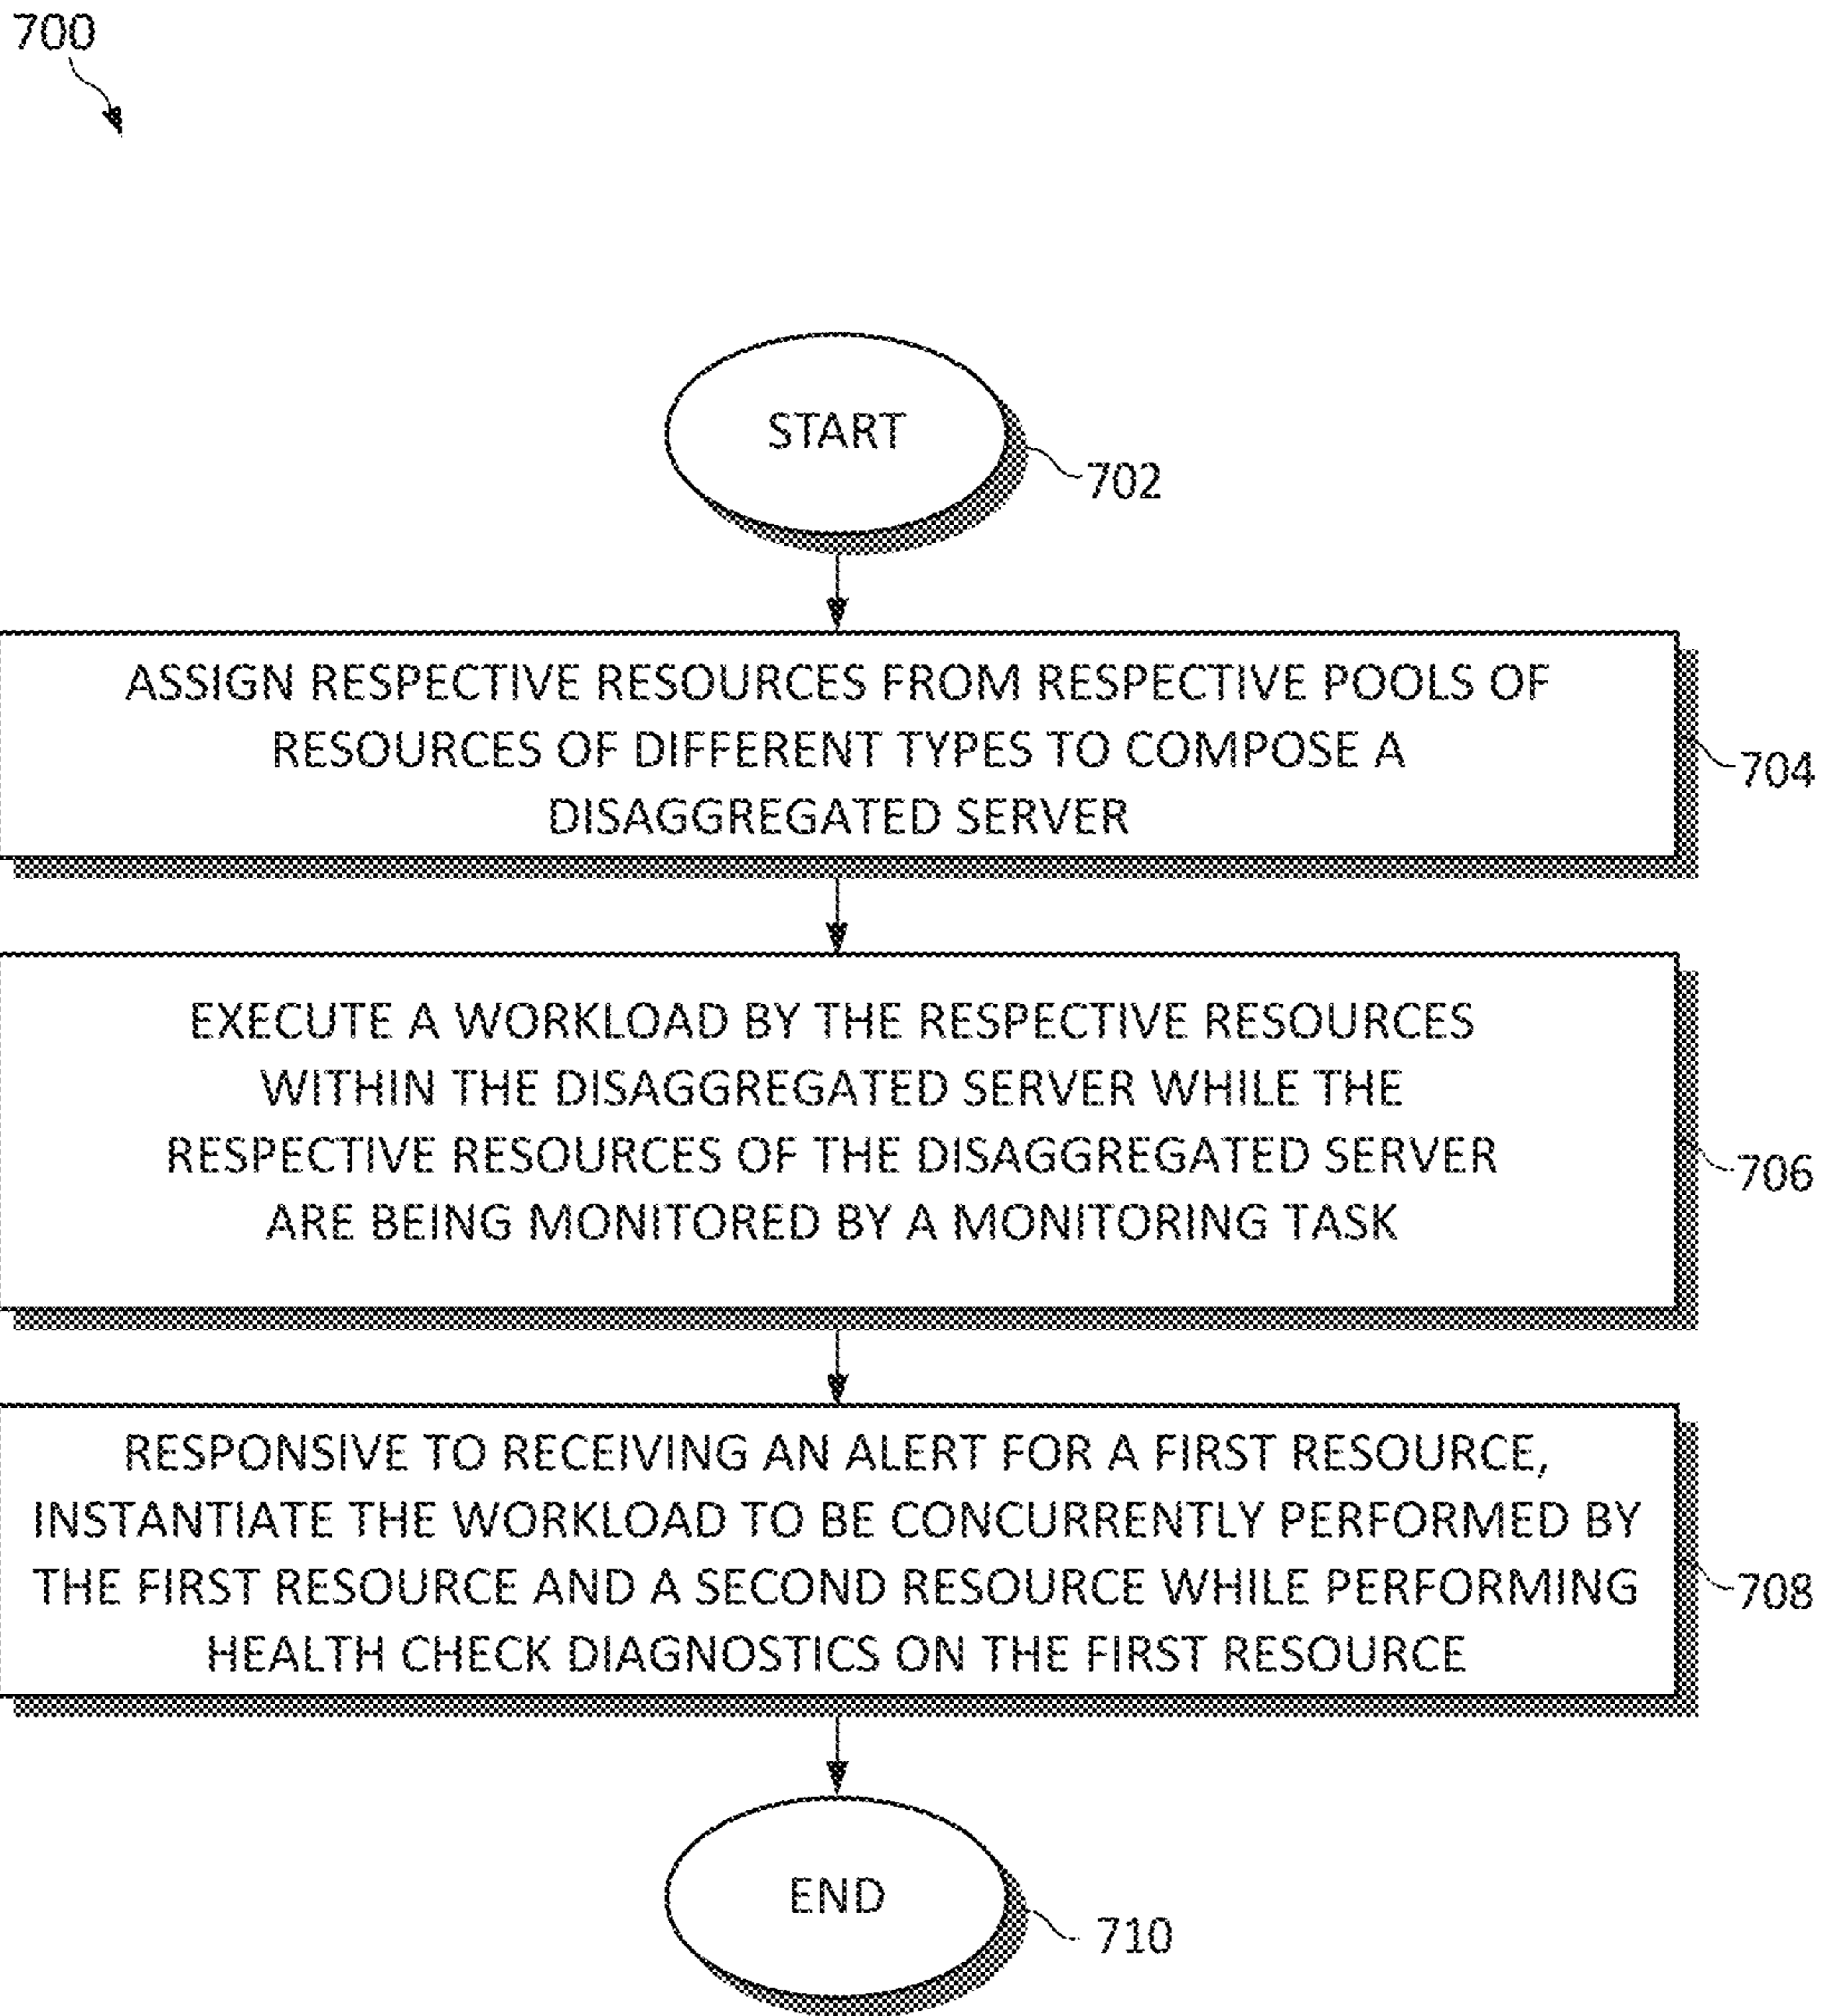 700
START
702
ASSIGN RESPECTIVE RESOURCES FROM RESPECTIVE POOLS OF
RESOURCES OF DIFFERENT TYPES TO COMPOSE A
DISAGGREGATED SERVER
704
EXECUTE A WORKLOAD BY THE RESPECTIVE RESOURCES
WITHIN THE DISAGGREGATED SERVER WHILE THE
RESPECTIVE RESOURCES OF THE DISAGGREGATED SERVER
ARE BEING MONITORED BY A MONITORING TASK
706
RESPONSIVE TO RECEIVING AN ALERT FOR A FIRST RESOURCE,
INSTANTIATE THE WORKLOAD TO BE CONCURRENTLY PERFORMED BY
THE FIRST RESOURCE AND A SECOND RESOURCE WHILE PERFORMING
HEALTH CHECK DIAGNOSTICS ON THE FIRST RESOURCE
708
END
710